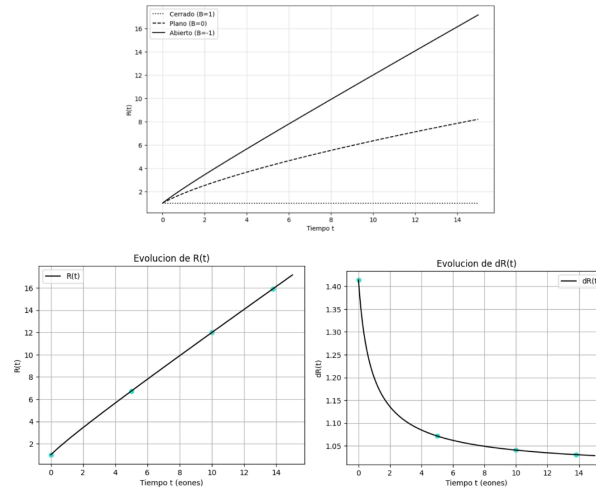 Cerrado (B=1)
Plano (B=0)
Abierto (B=-1)
16
14
12
10
8
6
4
2
R(t)
0 2 4 6 8 10 12 14
Tiempo t
Evolucion de R(t)
R(t)
16
14
12
10
8
6
4
2
R(t)
0 2 4 6 8 10 12 14
Tiempo t (eones)
Evolucion de dR(t)
dR(t
1.40
1.35
1.30
1.25
1.20
1.15
1.10
1.05
dR(t)
0 2 4 6 8 10 12 14
Tiempo t (eones)